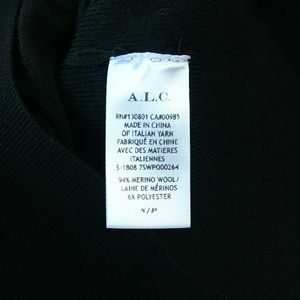 A.L.C.
RN#130801 CA#00985
MADE IN CHINA
OF ITALIAN YARN
FABRIQUÉ EN CHINE
AVEC DES MATIERES
ITALIENNES
S-1808 7SWPG00264
94% MERINO WOOL/
LAINE DE MÉRINOS
6% POLYESTER
S/P